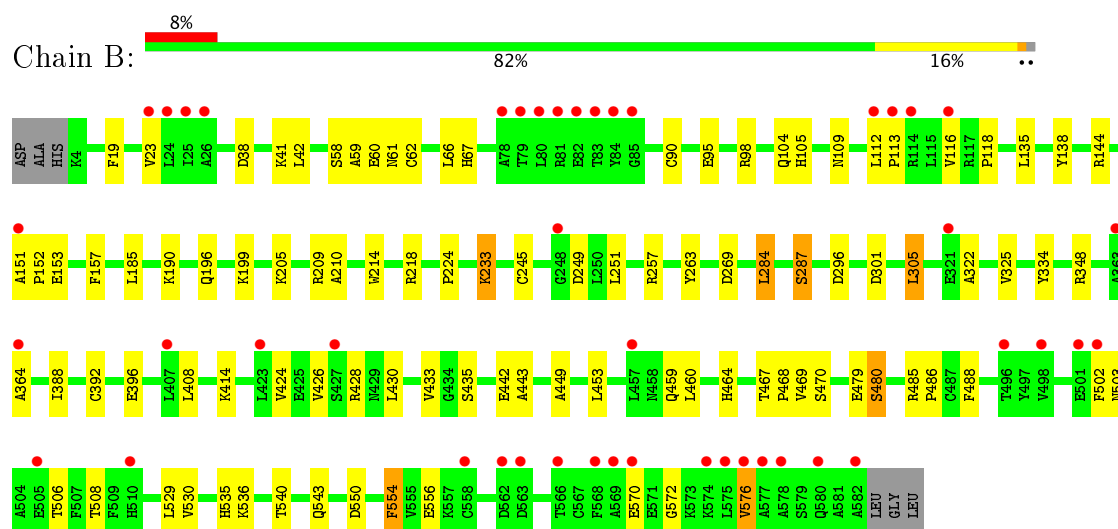 8%
Chain B:
82% 16% ..
ASP ALA HIS K4 F19 V23 L24 I25 A26 D38 K41 L42 S58 A59 E60 N61 C62 L66 H67 A78 T79 L80 R81 E82 T83 Y84 G85 C90 E95 R98 Q104 H105 N109 L112 P113 R114 L115 V116 R117 P118 L135 Y138 R144
A151 P152 E153 F157 L185 K190 Q196 K199 K205 R209 A210 W214 R218 P224 K233 C245 G248 D249 L250 L251 R257 Y263 D269 L284 S287 D296 D301 L305 E321 A322 V325 Y334 R348 A363
A364 I388 C392 E396 L407 L408 K414 L423 V424 E425 V426 S427 R428 N429 L430 V433 G434 S435 E442 A443 A449 L453 L457 N458 Q459 L460 H464 T467 P468 V469 S470 E479 S480 R485 P486 C487 F488 T496 Y497 V498 E501 F502 N503
A504 E505 T506 F507 T508 F509 H510 L529 V530 H535 K536 T540 Q543 D550 F554 V555 E556 K557 C558 D562 D563 T566 C567 F568 A569 E570 E571 G572 K573 K574 L575 V576 A577 A578 S579 Q580 A581 A582 LEU GLY LEU